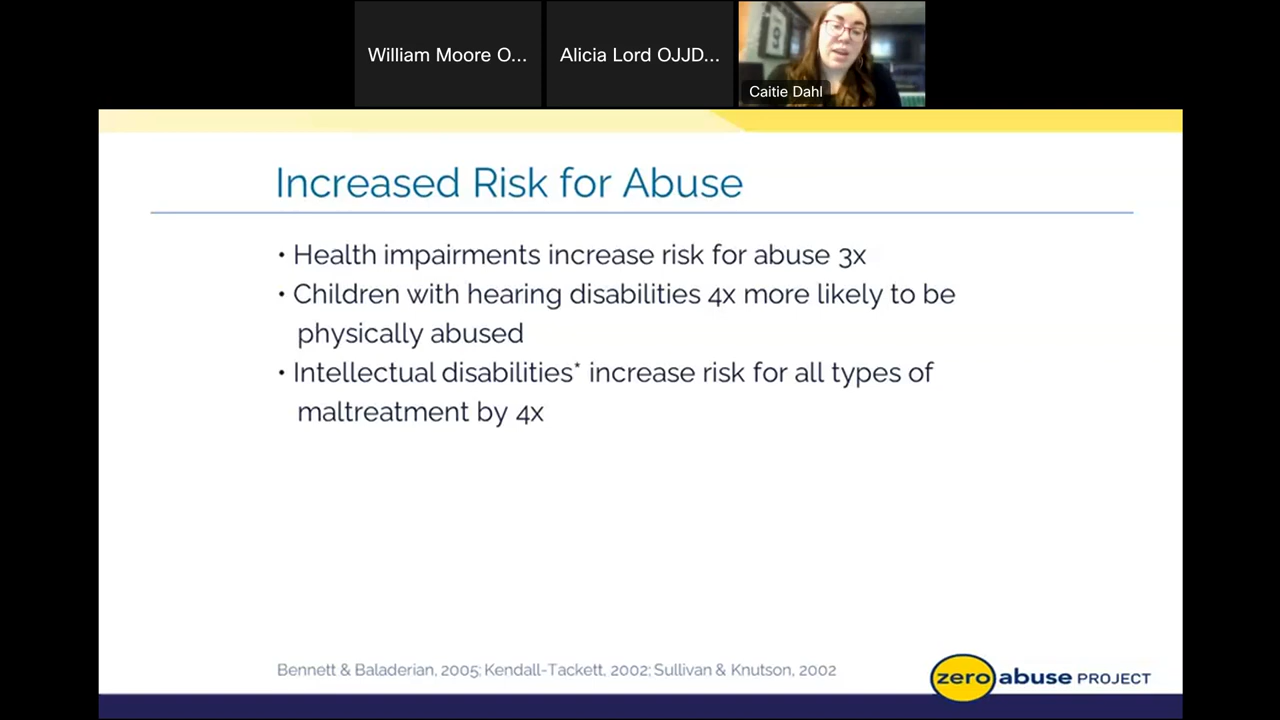 William Moore O...
Alicia Lord OJJD...
Caitie Dahl
Increased Risk for Abuse
• Health impairments increase risk for abuse 3x
• Children with hearing disabilities 4x more likely to be
physically abused
• Intellectual disabilities* increase risk for all types of
maltreatment by 4x
Bennett & Baladerian, 2005; Kendall-Tackett, 2002; Sullivan & Knutson, 2002
zero abuse PROJECT